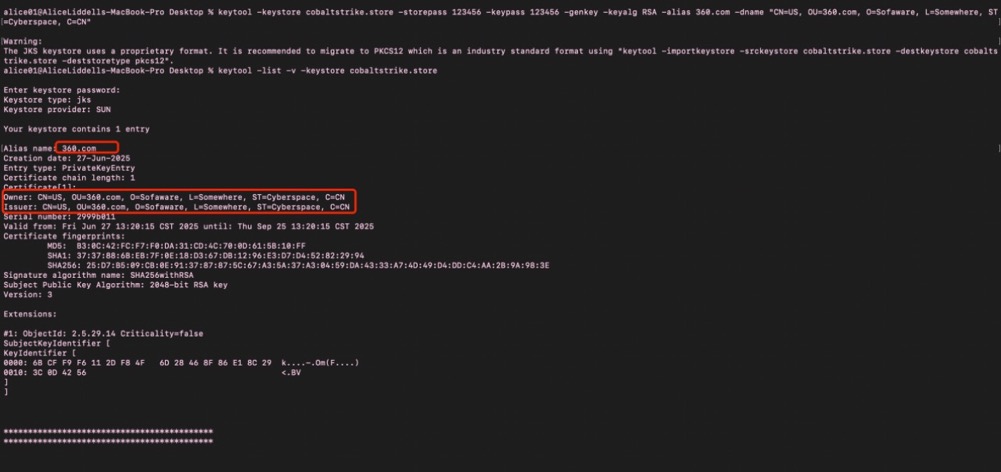 alice01@AliceLiddells-MacBook-Pro Desktop % keytool -keystore cobaltstrike.store -storepass 123456 -keypass 123456 -genkey -keyalg RSA -alias 360.com -dname "CN=US, OU=360.com, O=Sofaware, L=Somewhere, ST
=Cyberspace, C=CN"
Warning:
The JKS keystore uses a proprietary format. It is recommended to migrate to PKCS12 which is an industry standard format using "keytool -importkeystore -srckeystore cobaltstrike.store -destkeystore cobalts
trike.store -deststoretype pkcs12".
alice01@AliceLiddells-MacBook-Pro Desktop % keytool -list -v -keystore cobaltstrike.store
Enter keystore password:
Keystore type: jks
Keystore provider: SUN
Your keystore contains 1 entry
Alias name: 360.com
Creation date: 27-Jun-2025
Entry type: PrivateKeyEntry
Certificate chain length: 1
Certificate[1]:
Owner: CN=US, OU=360.com, O=Sofaware, L=Somewhere, ST=Cyberspace, C=CN
Issuer: CN=US, OU=360.com, O=Sofaware, L=Somewhere, ST=Cyberspace, C=CN
Serial number: 2999b011
Valid from: Fri Jun 27 13:20:15 CST 2025 until: Thu Sep 25 13:20:15 CST 2025
Certificate fingerprints:
MD5: B3:0C:42:FC:F7:F0:DA:31:CD:4C:70:0D:61:5B:10:FF
SHA1: 37:37:88:6B:EB:7F:0E:18:D3:67:DB:12:96:E3:D7:D4:52:82:29:94
SHA256: 25:D7:B5:09:CB:0E:91:37:87:87:5C:67:A3:5A:37:A3:04:59:DA:43:33:A7:4D:49:D4:DD:C4:AA:2B:9A:98:3E
Signature algorithm name: SHA256withRSA
Subject Public Key Algorithm: 2048-bit RSA key
Version: 3
Extensions:
#1: ObjectId: 2.5.29.14 Criticality=false
SubjectKeyIdentifier [
KeyIdentifier [
0000: 6B CF F9 F6 11 2D F8 4F   6D 28 46 8F 86 E1 8C 29  k....-.Om(F....)
0010: 3C 0D 42 56                                        <.BV
]
]
*******************************************
*******************************************